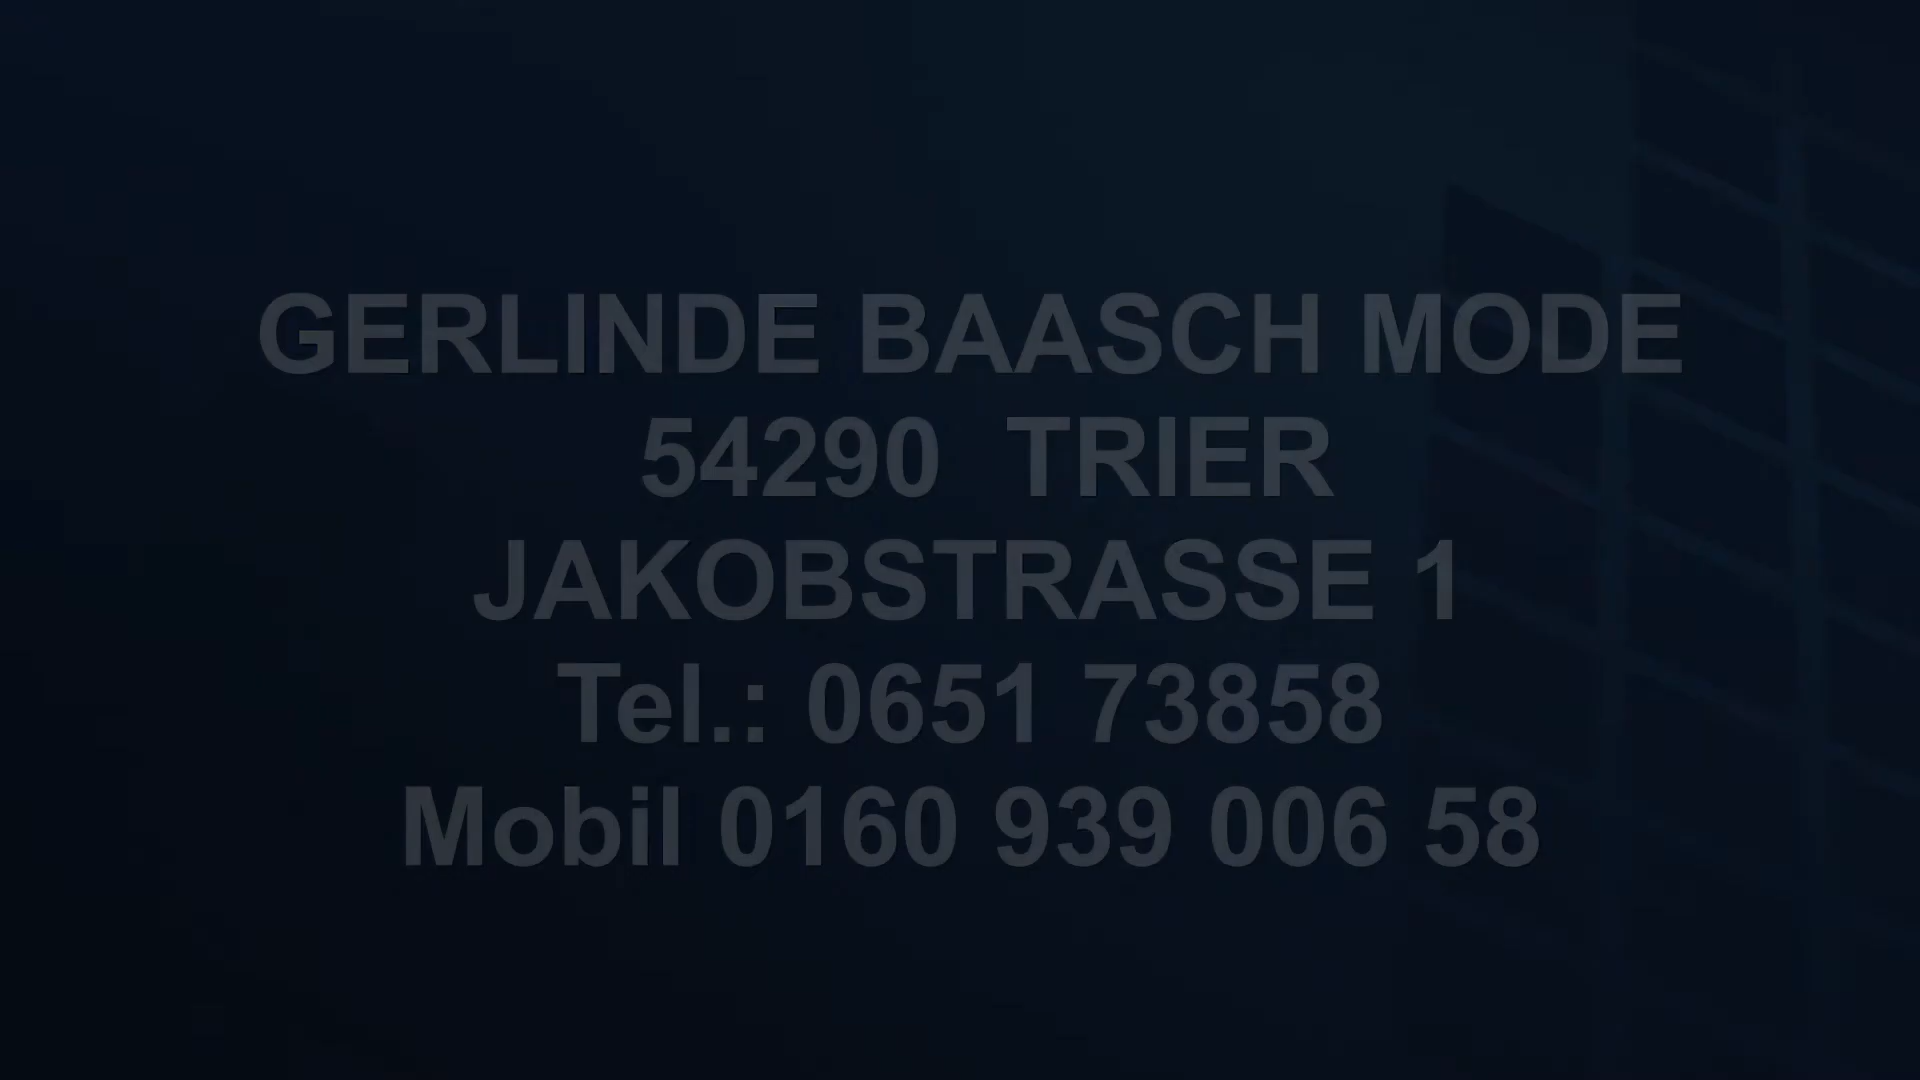 GERLINDE BAASCH MODE
54290  TRIER
JAKOBSTRASSE 1
Tel.: 0651 73858
Mobil 0160 939 006 58